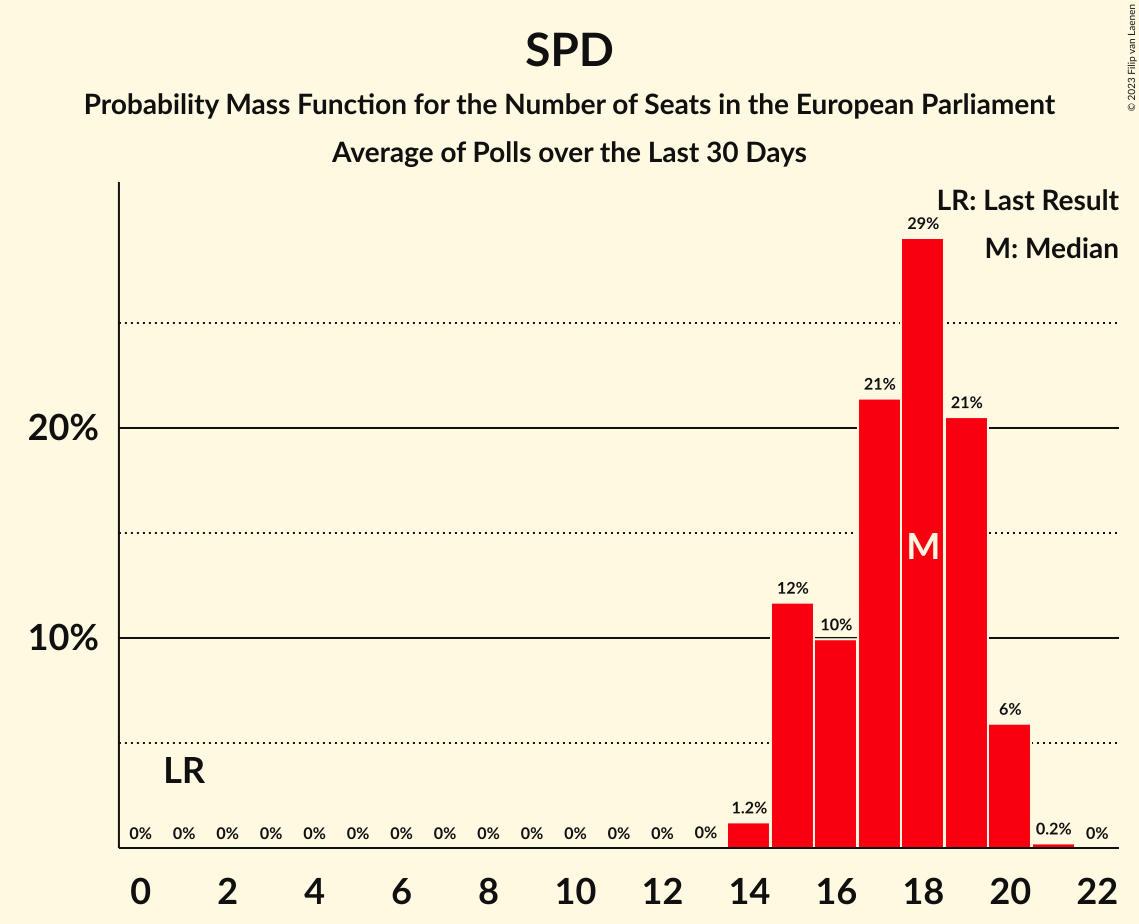 SPD
Probability Mass Function for the Number of Seats in the European Parliament
Average of Polls over the Last 30 Days
© 2023 Filip van Laenen
LR: Last Result
M: Median
29%
21%
21%
20%
M
12%
10%
10%
6%
LR
1.2%
0% 0% 0% 0% 0% 0% 0% 0% 0% 0% 0% 0% 0% 0% 0.2% 0%
0 2 4 6 8 10 12 14 16 18 20 22